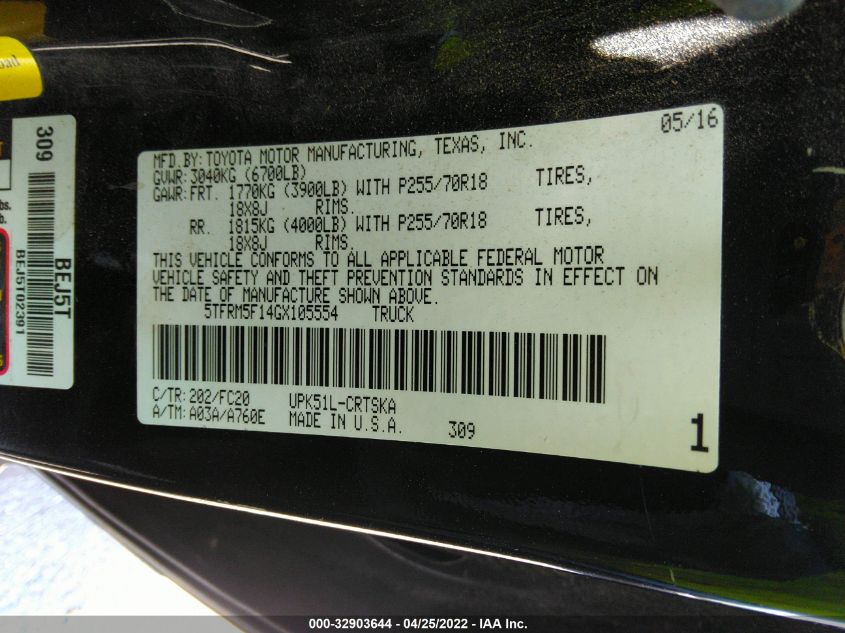 oad
309
BEJ5T
BEJ5T02391
bs.
b.
05/16
MFD. BY: TOYOTA MOTOR MANUFACTURING, TEXAS, INC.
GVWR: 3040KG (6700LB)
GAWR: FRT. 1770KG (3900LB) WITH P255/70R18 TIRES,
18X8J RIMS.
RR. 1815KG (4000LB) WITH P255/70R18 TIRES,
18X8J RIMS.
THIS VEHICLE CONFORMS TO ALL APPLICABLE FEDERAL MOTOR
VEHICLE SAFETY AND THEFT PREVENTION STANDARDS IN EFFECT ON
THE DATE OF MANUFACTURE SHOWN ABOVE.
5TFRM5F14GX105554 TRUCK
C/TR: 202/FC20 UPK51L-CRTSKA
A/TM: A03A/A760E MADE IN U.S.A. 309
1
000-32903644 - 04/25/2022 - IAA Inc.